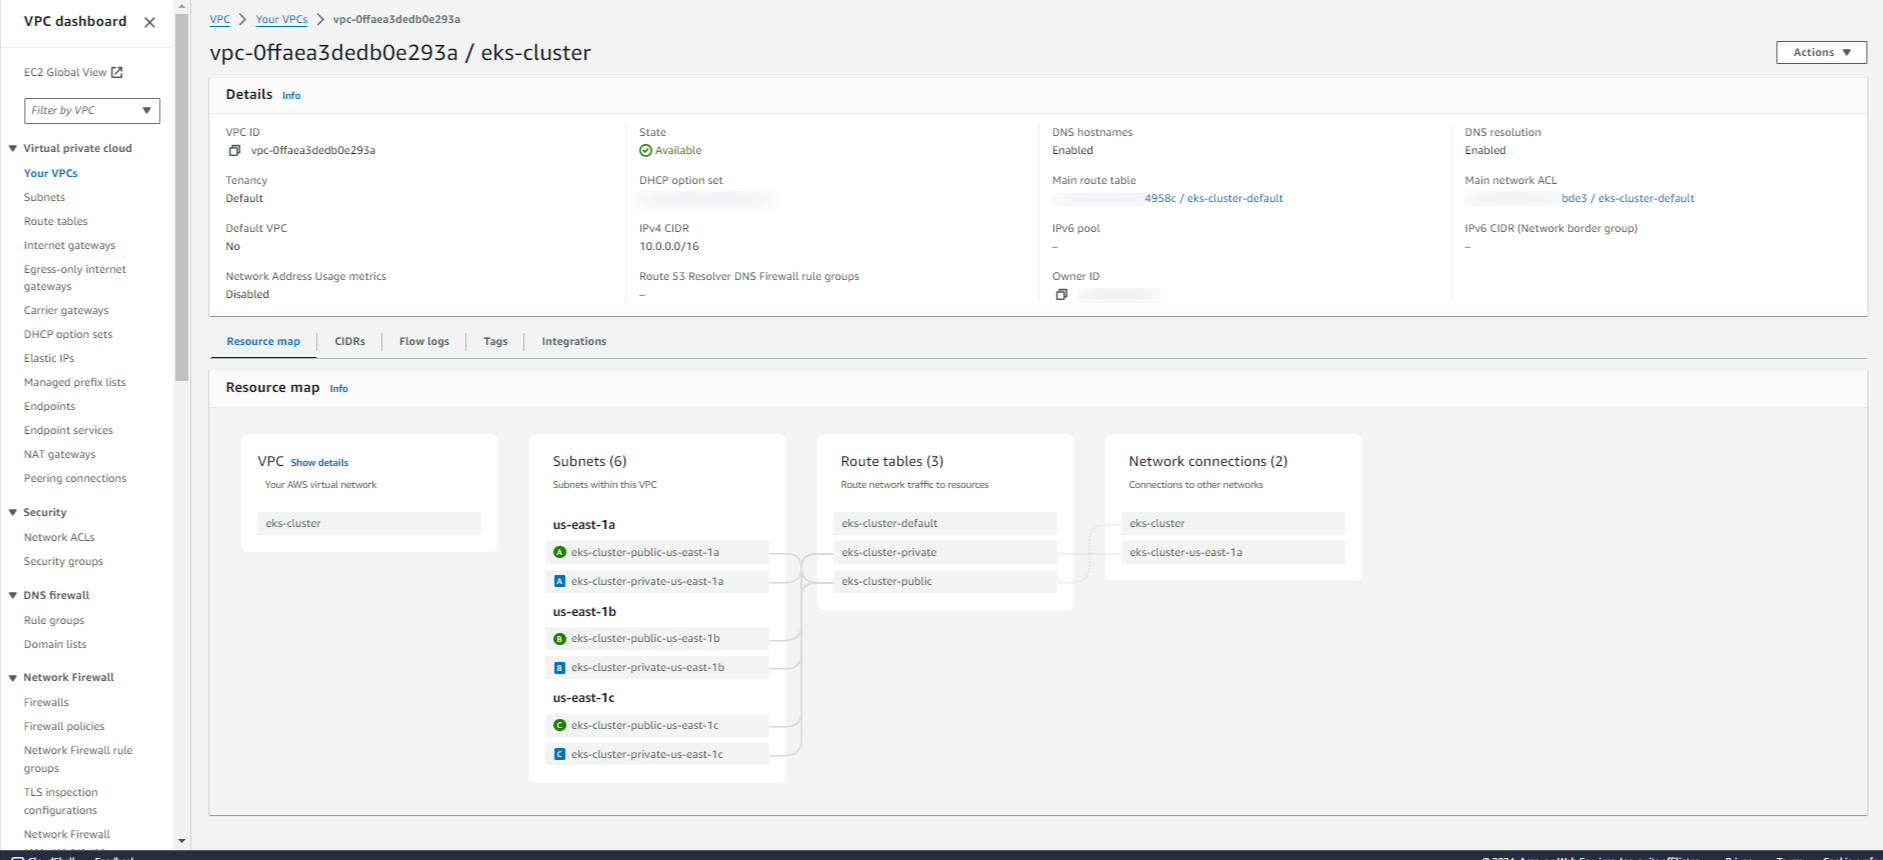 VPC dashboard
EC2 Global View
Filter by VPC
Virtual private cloud
Your VPCs
Subnets
Route tables
Internet gateways
Egress-only internet
gateways
Carrier gateways
DHCP option sets
Elastic IPs
Managed prefix lists
Endpoints
Endpoint services
NAT gateways
Peering connections
Security
Network ACLs
Security groups
DNS firewall
Rule groups
Domain lists
Network Firewall
Firewalls
Firewall policies
Network Firewall rule
groups
TLS inspection
configurations
Network Firewall
VPC > Your VPCs > vpc-0ffaea3dedb0e293a
vpc-0ffaea3dedb0e293a / eks-cluster
Actions
Details Info
VPC ID
vpc-0ffaea3dedb0e293a
State
Available
DNS hostnames
Enabled
DNS resolution
Enabled
Tenancy
Default
DHCP option set
Main route table
4958c / eks-cluster-default
Main network ACL
bde3 / eks-cluster-default
Default VPC
No
IPv4 CIDR
10.0.0.0/16
IPv6 pool
–
IPv6 CIDR (Network border group)
–
Network Address Usage metrics
Disabled
Route 53 Resolver DNS Firewall rule groups
–
Owner ID
Resource map
CIDRs
Flow logs
Tags
Integrations
Resource map Info
VPC Show details
Your AWS virtual network
eks-cluster
Subnets (6)
Subnets within this VPC
us-east-1a
A eks-cluster-public-us-east-1a
A eks-cluster-private-us-east-1a
us-east-1b
B eks-cluster-public-us-east-1b
B eks-cluster-private-us-east-1b
us-east-1c
C eks-cluster-public-us-east-1c
C eks-cluster-private-us-east-1c
Route tables (3)
Route network traffic to resources
eks-cluster-default
eks-cluster-private
eks-cluster-public
Network connections (2)
Connections to other networks
eks-cluster
eks-cluster-us-east-1a